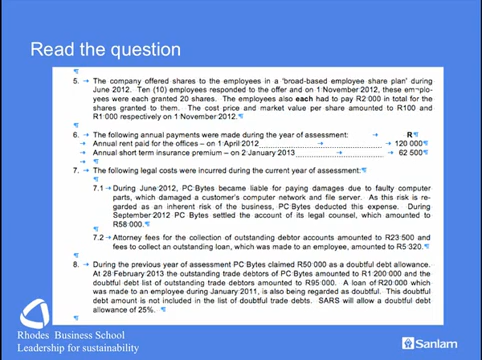 Read the question
5. The company offered shares to the employees in a 'broad-based employee share plan" during
June 2012. Ten (10) employees responded to the offer and on 1 November 2012, these emplo-
yees were each granted 20 shares. The employees also each had to pay R2 000 in total for the
shares granted to them. The cost price and market value per share amounted to R100 and
R1 000 respectively on 1 November 2012.
6. The following annual payments were made during the year of assessment: R
Annual rent paid for the offices - on 1 April 2012 120 000
Annual short term insurance premium - on 2 January 2013 62 500
7. The following legal costs were incurred during the current year of assessment:
7.1 During June 2012, PC Bytes became liable for paying damages due to faulty computer
parts, which damaged a customer's computer network and file server. As this risk is regar-
ded as an inherent risk of the business, PC Bytes deducted this expense. During
September 2012 PC Bytes settled the account of its legal counsel, which amounted to
R58 000.
7.2 Attorney fees for the collection of outstanding debtor accounts amounted to R23 500 and
fees to collect an outstanding loan, which was made to an employee, amounted to R5 320.
8. During the previous year of assessment PC Bytes claimed R50 000 as a doubtful debt allowance.
At 28 February 2013 the outstanding trade debtors of PC Bytes amounted to R1 200 000 and the
doubtful debt list of outstanding trade debtors amounted to R95 000. A loan of R20 000 which
was made to an employee during January 2011, is also being regarded as doubtful. This doubtful
debt amount is not included in the list of doubtful trade debts. SARS will allow a doubtful debt
allowance of 25%.
Rhodes Business School
Leadership for sustainability
Sanlam